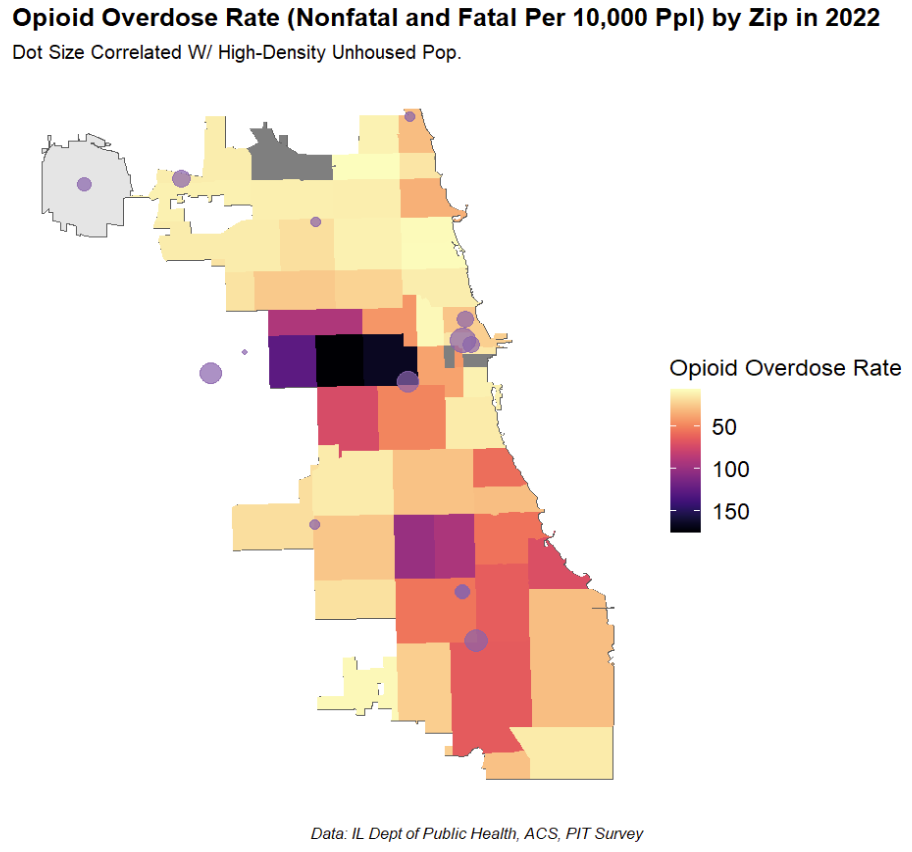 Opioid Overdose Rate (Nonfatal and Fatal Per 10,000 Ppl) by Zip in 2022
Dot Size Correlated W/ High-Density Unhoused Pop.
Opioid Overdose Rate
50
100
150
Data: IL Dept of Public Health, ACS, PIT Survey